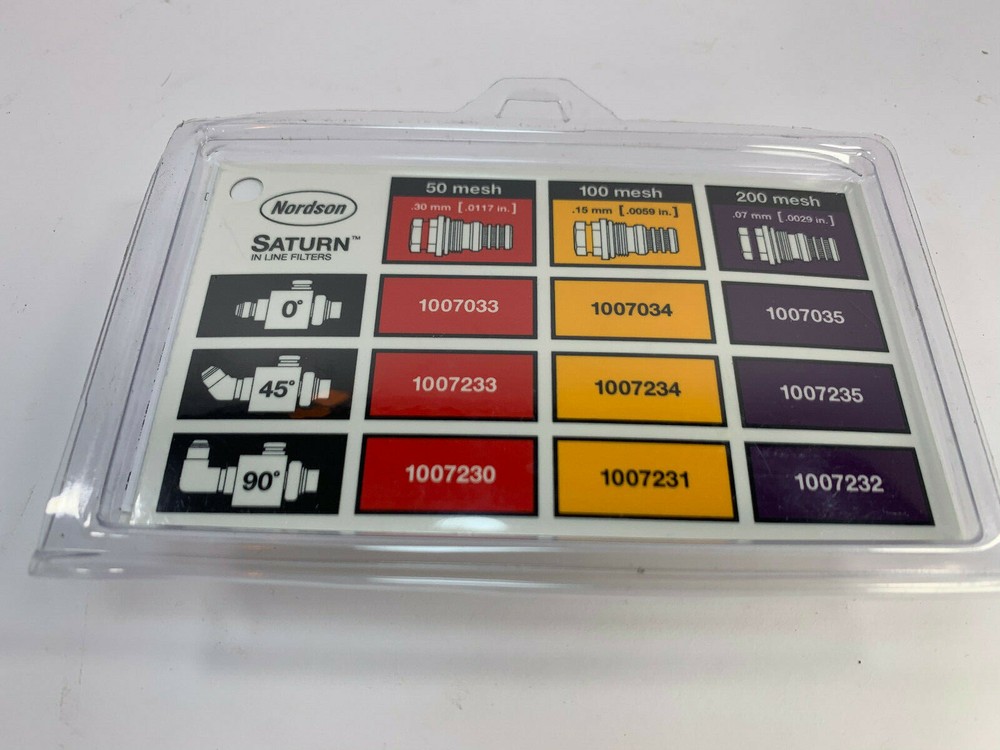 Nordson
SATURN™
IN LINE FILTERS
50 mesh
.30 mm [.0117 in.]
100 mesh
.15 mm [.0059 in.]
200 mesh
.07 mm [.0029 in.]
0°
1007033
1007034
1007035
45°
1007233
1007234
1007235
90°
1007230
1007231
1007232